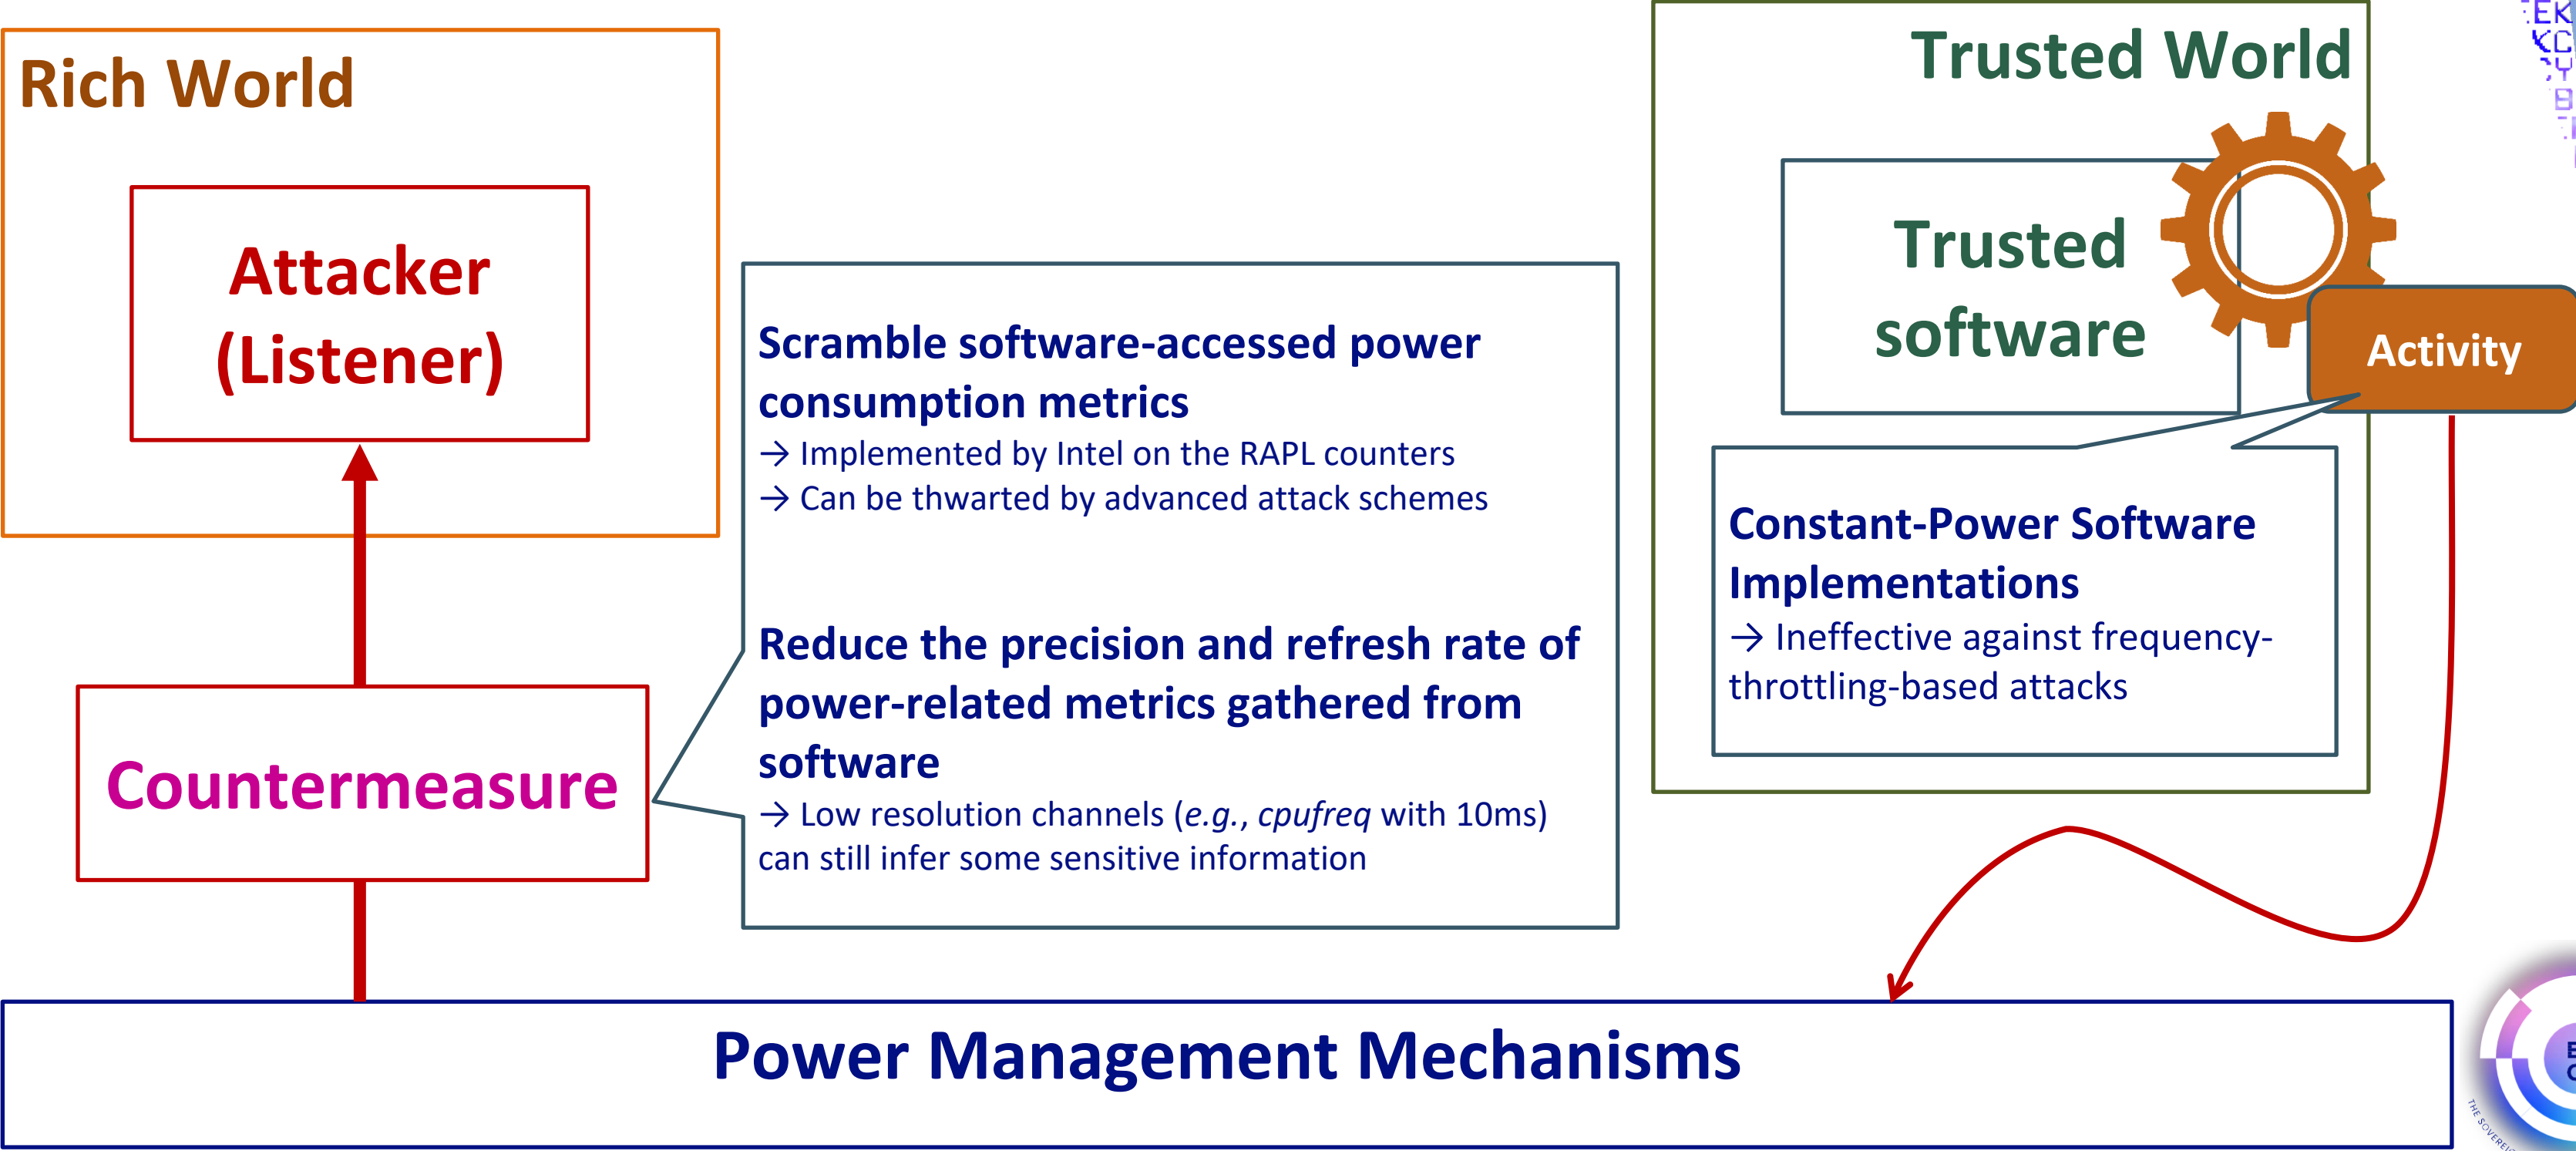 Rich World
Attacker
(Listener)
Countermeasure
Scramble software-accessed power
consumption metrics
→ Implemented by Intel on the RAPL counters
→ Can be thwarted by advanced attack schemes
Reduce the precision and refresh rate of
power-related metrics gathered from
software
→ Low resolution channels (e.g., cpufreq with 10ms)
can still infer some sensitive information
Trusted World
Trusted
software
Activity
Constant-Power Software
Implementations
→ Ineffective against frequency-
throttling-based attacks
Power Management Mechanisms